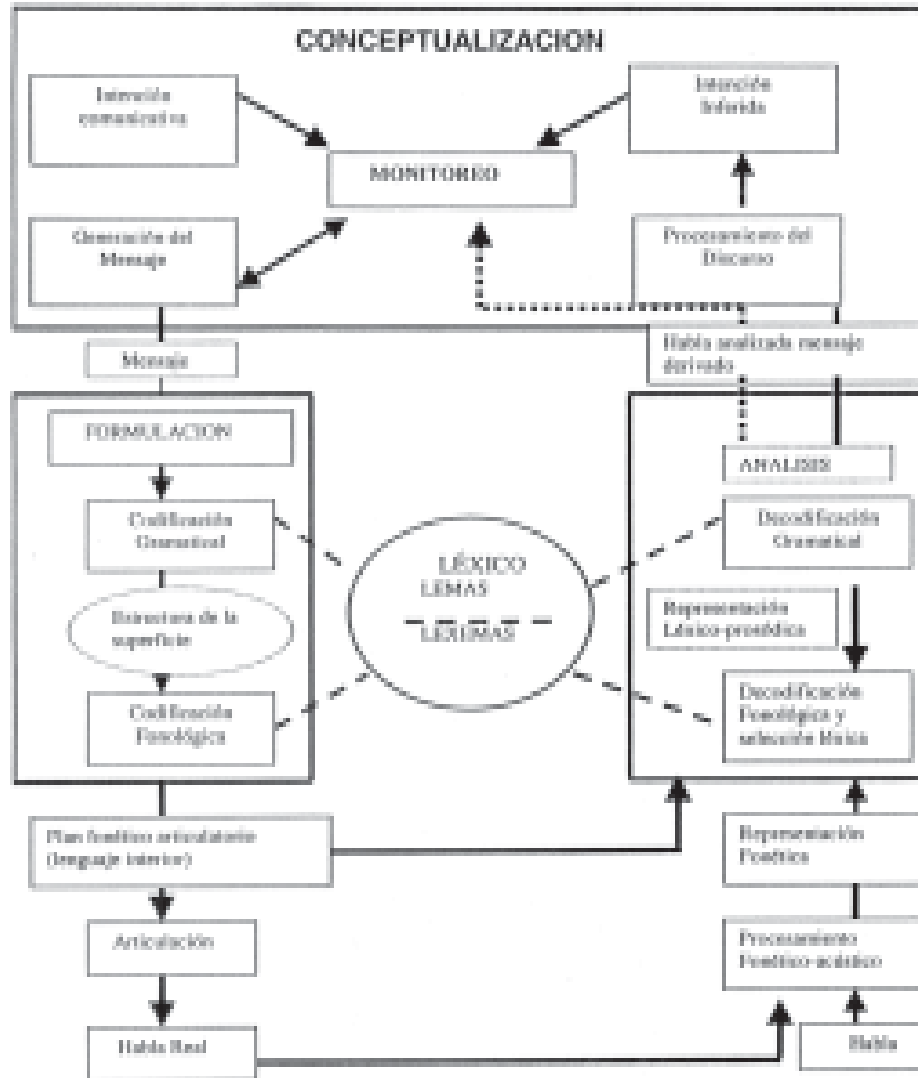 CONCEPTUALIZACION
Intención
comunicativa
Intención
Inferida
MONITOREO
Generación del
Mensaje
Procesamiento del
Discurso
Mensaje
Habla analizada mensaje
derivado
FORMULACION
ANALISIS
Codificación
Gramatical
Decodificación
Gramatical
LÉXICO
LEMAS
LEXEMAS
Estructura de la
superficie
Representación
Léxico-prosódica
Codificación
Fonológica
Decodificación
Fonológica y
selección léxica
Plan fonético articulatorio
(lenguaje interior)
Representación
Fonética
Articulación
Procesamiento
Fonético-acústico
Habla Real
Habla